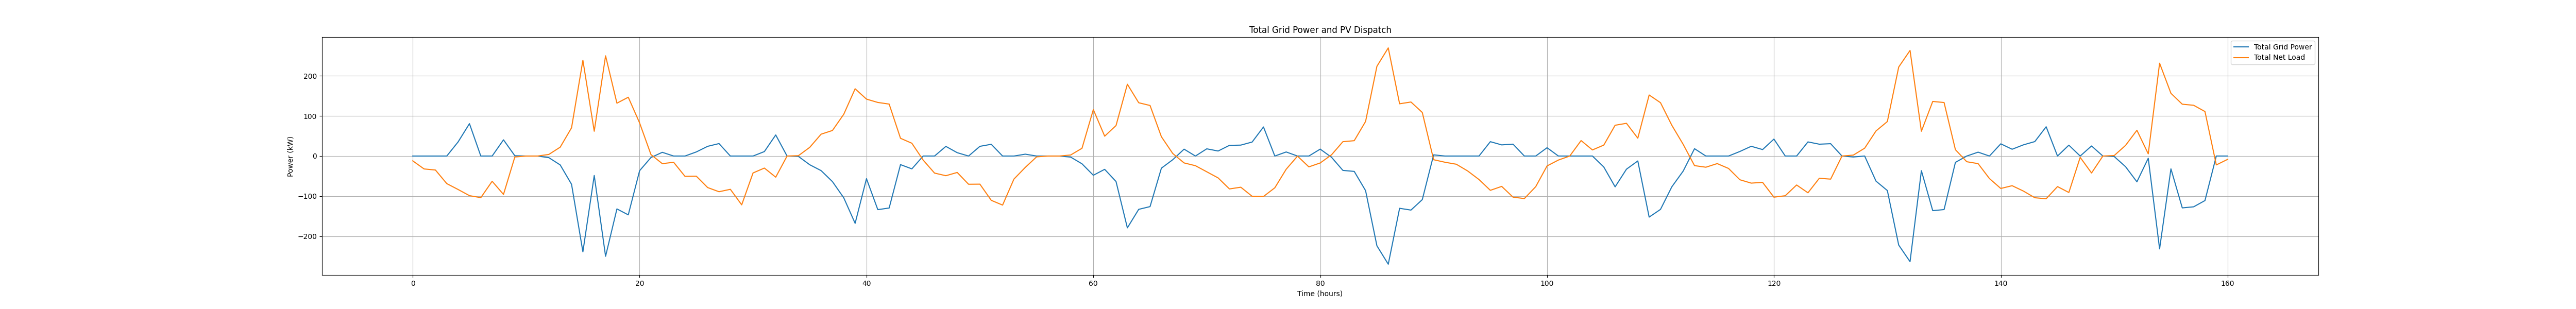 Total Grid Power and PV Dispatch
Total Grid Power
Total Net Load
Power (kW)
200
100
0
−100
−200
0 20 40 60 80 100 120 140 160
Time (hours)